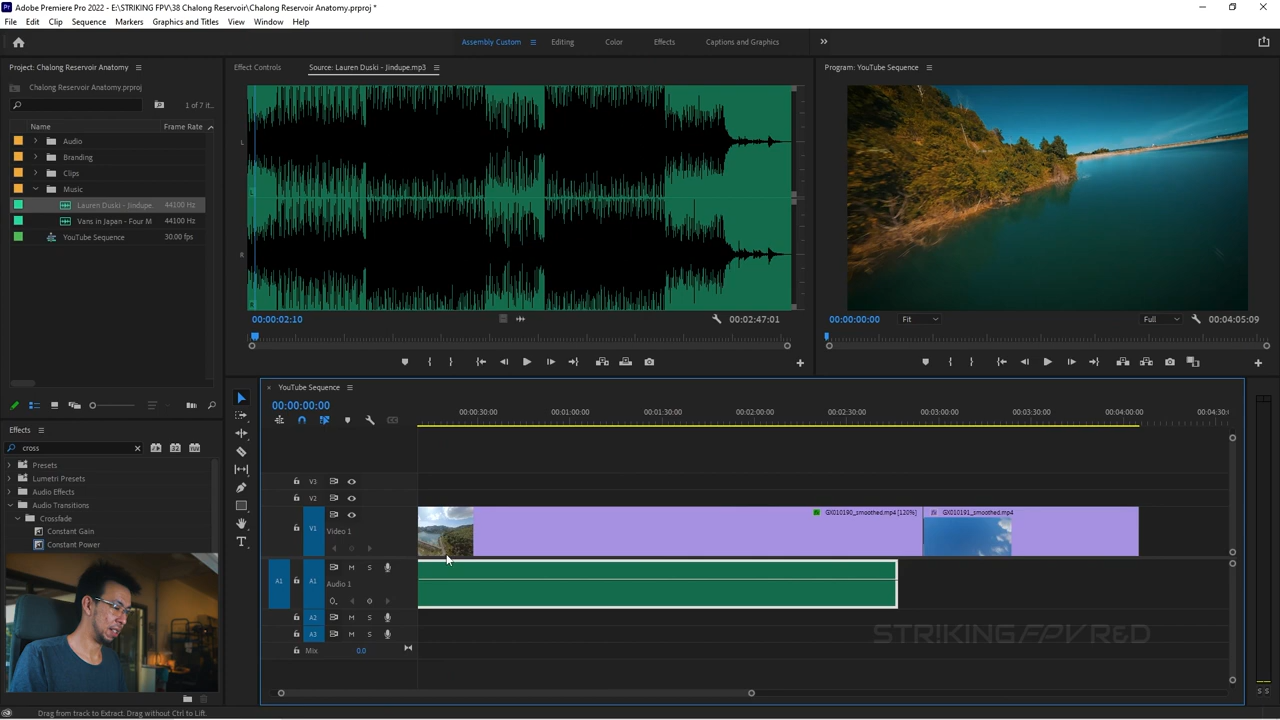 Adobe Premiere Pro 2022 - E:\STRIKING FPV\38 Chalong Reservoir\Chalong Reservoir Anatomy.prproj *
File Edit Clip Sequence Markers Graphics and Titles View Window Help
Assembly Custom Editing Color Effects Captions and Graphics
Project: Chalong Reservoir Anatomy
Chalong Reservoir Anatomy.prproj
1 of 7 it...
Name Frame Rate
Audio
Branding
Clips
Music
Lauren Duski - Jindupe. 44100 Hz
Vans in Japan - Four M 44100 Hz
YouTube Sequence 30.00 fps
Effect Controls Source: Lauren Duski - Jindupe.mp3
L
R
00:00:02:10 00:02:47:01
Program: YouTube Sequence
00:00:00:00 Fit Full 00:04:05:09
Effects
cross
Presets
Lumetri Presets
Audio Effects
Audio Transitions
Crossfade
Constant Gain
Constant Power
YouTube Sequence
00:00:00:00
00:00:30:00 00:01:00:00 00:01:30:00 00:02:00:00 00:02:30:00 00:03:00:00 00:03:30:00 00:04:00:00 00:04:30:0
V3
V2
V1 Video 1
GX010190_smoothed.mp4 [120%] GX010191_smoothed.mp4
A1 A1 M S
Audio 1
A2 M S
A3 M S
Mix 0.0
STR!KING FPV R&D
S S
Drag from track to Extract. Drag without Ctrl to Lift.